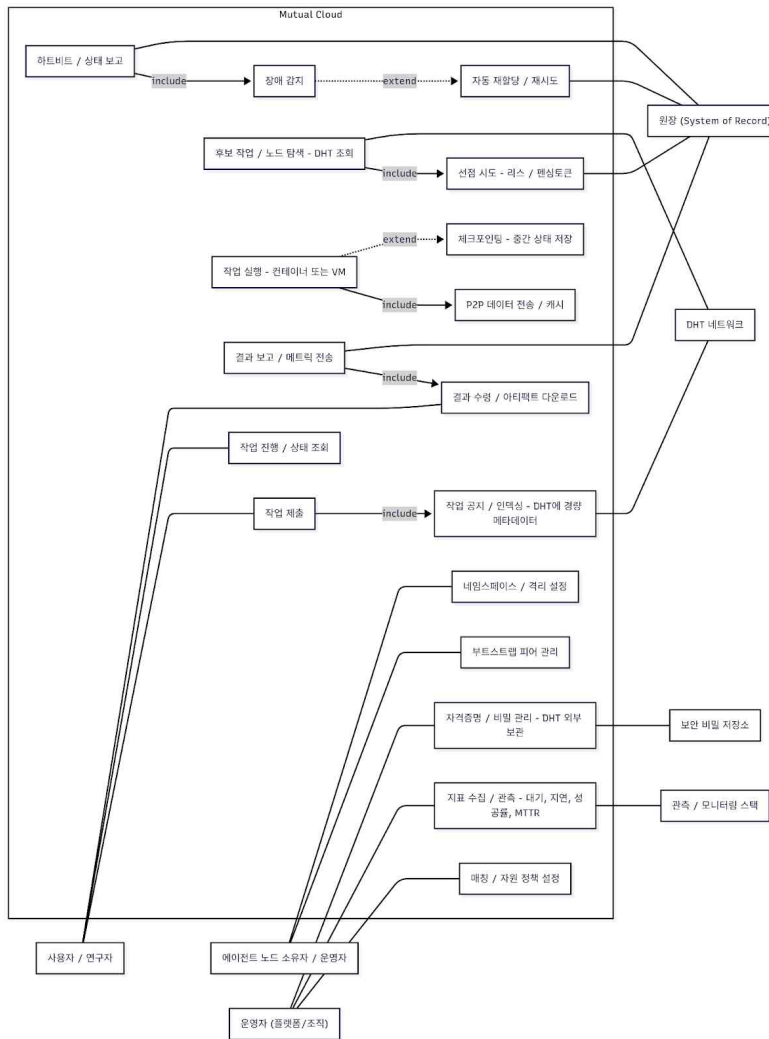 Mutual Cloud
하트비트 / 상태 보고
include
장애 감지
extend
자동 재할당 / 재시도
원장 (System of Record)
후보 작업 / 노드 탐색 - DHT 조회
include
선점 시도 - 리스 / 펜싱토큰
extend
체크포인팅 - 중간 상태 저장
작업 실행 - 컨테이너 또는 VM
include
P2P 데이터 전송 / 캐시
DHT 네트워크
결과 보고 / 메트릭 전송
include
결과 수령 / 아티팩트 다운로드
작업 진행 / 상태 조회
작업 제출
include
작업 공지 / 인덱싱 - DHT에 경량
메타데이터
네임스페이스 / 격리 설정
부트스트랩 피어 관리
자격증명 / 비밀 관리 - DHT 외부
보관
보안 비밀 저장소
지표 수집 / 관측 - 대기, 지연, 성
공률, MTTR
관측 / 모니터링 스택
매칭 / 자원 정책 설정
사용자 / 연구자
에이전트 노드 소유자 / 운영자
운영자 (플랫폼/조직)